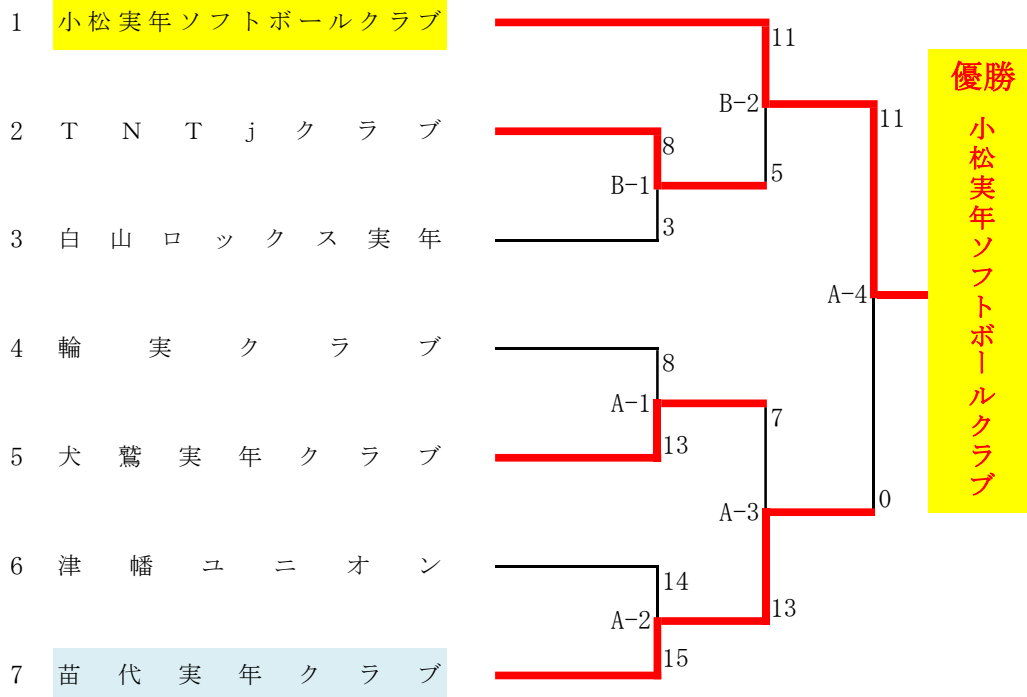 1 小松実年ソフトボールクラブ
11
優勝
小松実年ソフトボールクラブ
B-2
11
2 TNTjクラブ
8
5
B-1
3 白山ロックス実年
3
A-4
4 輪実クラブ
8
A-1
7
5 犬鷲実年クラブ
13
0
A-3
6 津幡ユニオン
14
13
A-2
7 苗代実年クラブ
15